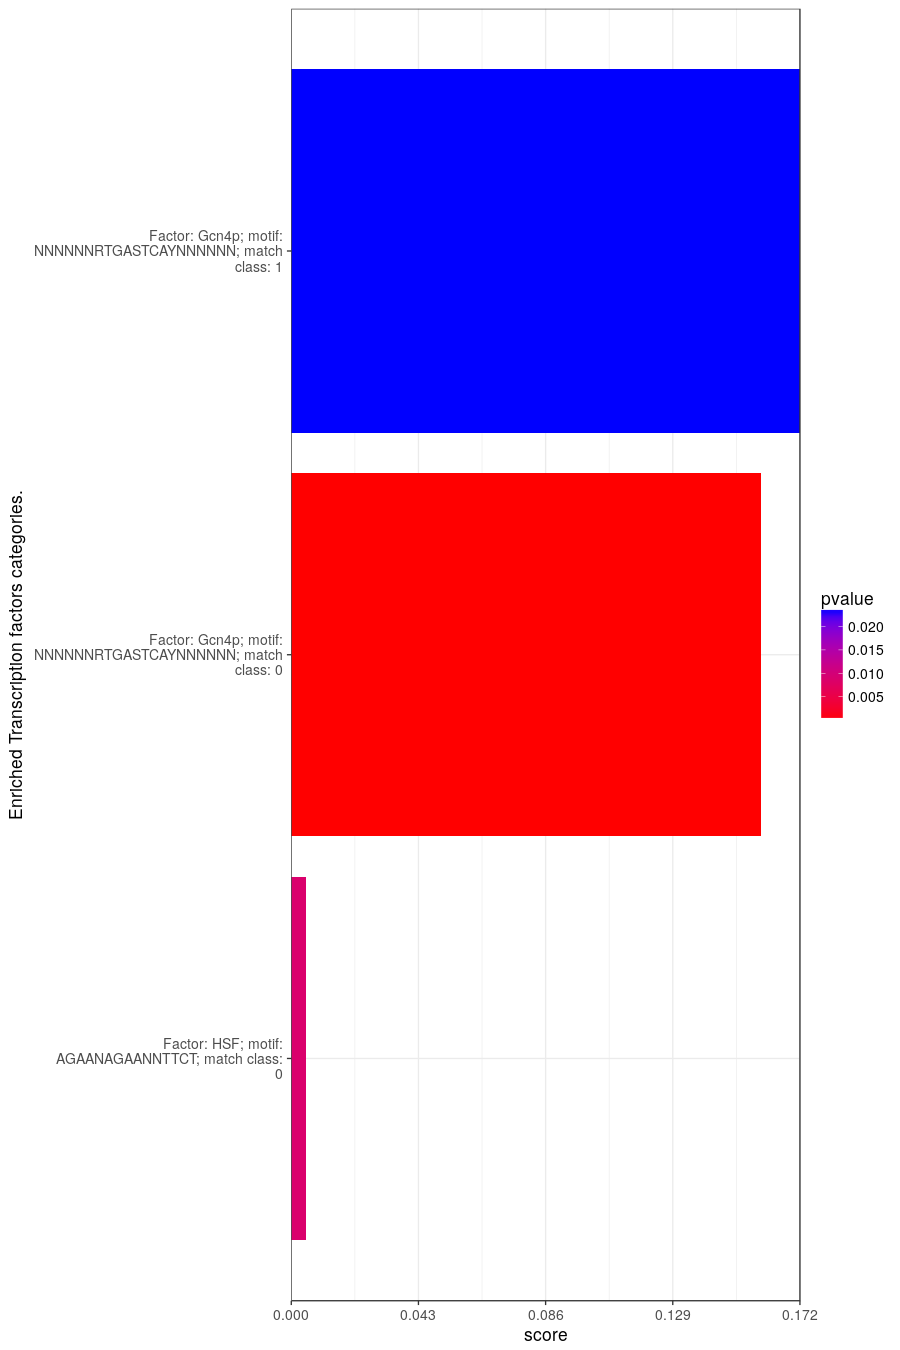 Factor: Gcn4p; motif:
NNNNNNRTGASTCAYNNNNNN; match
class: 1
Factor: Gcn4p; motif:
NNNNNNRTGASTCAYNNNNNN; match
class: 0
Factor: HSF; motif:
AGAANAGAANNTTCT; match class:
0
Enriched Transcription factors categories.
0.000
0.043
0.086
0.129
0.172
score
pvalue
0.020
0.015
0.010
0.005